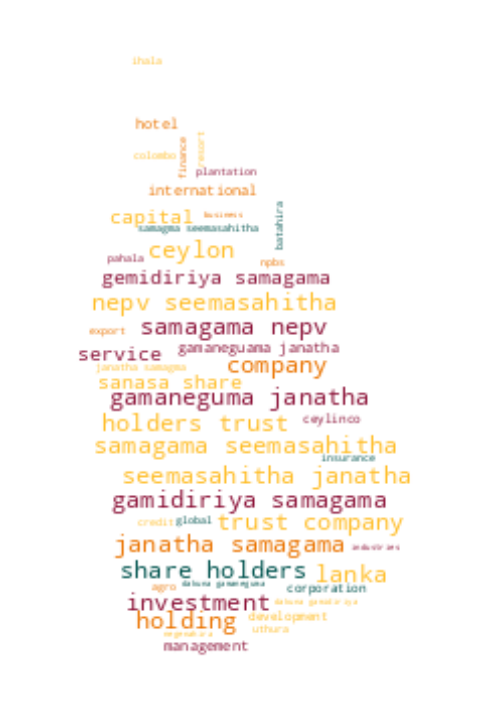 ihala
hotel
colombo
finance
resort
plantation
international
capital
business
samagma seemasahitha
batahira
ceylon
pahala
npbs
gemidiriya samagama
nepv seemasahitha
export
samagama nepv
service
gamaneguama janatha
janatha samagma
company
sanasa share
gamaneguma janatha
holders trust
ceylinco
samagama seemasahitha
insurance
seemasahitha janatha
gamidiriya samagama
credit
global
trust company
janatha samagama
industries
share holders
lanka
agro
dakuna gamaneguma
corporation
investment
dakuna gamidiriya
holding
development
uthura
negenahira
management